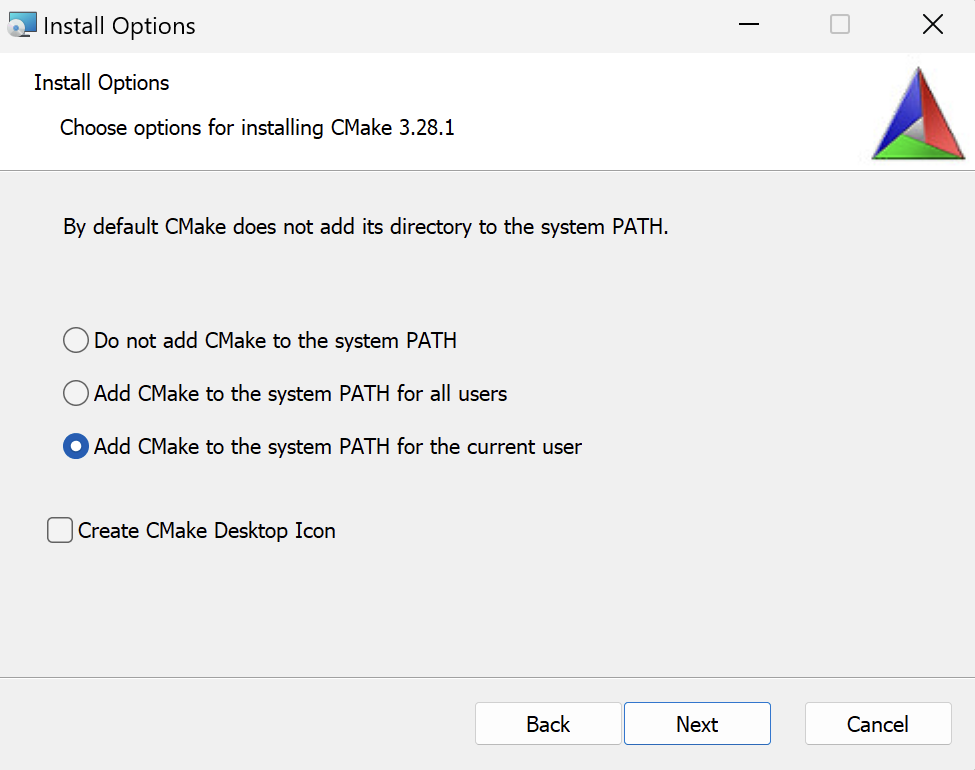 Install Options
Install Options
Choose options for installing CMake 3.28.1
By default CMake does not add its directory to the system PATH.
Do not add CMake to the system PATH
Add CMake to the system PATH for all users
Add CMake to the system PATH for the current user
Create CMake Desktop Icon
Back Next Cancel